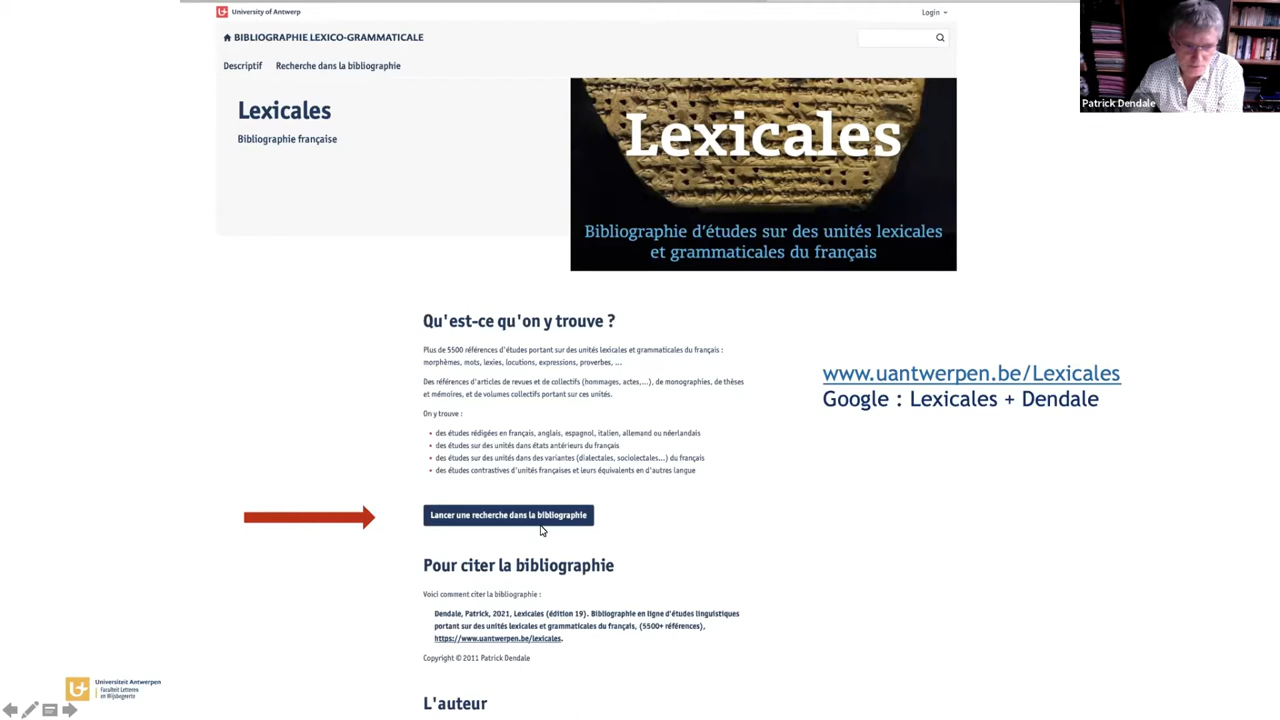 University of Antwerp
Login
BIBLIOGRAPHIE LEXICO-GRAMMATICALE
Descriptif
Recherche dans la bibliographie
Lexicales
Bibliographie française
Lexicales
Bibliographie d'études sur des unités lexicales
et grammaticales du français
Patrick Dendale
Qu'est-ce qu'on y trouve ?
Plus de 5500 références d'études portant sur des unités lexicales et grammaticales du français :
morphèmes, mots, lexies, locutions, expressions, proverbes, ...
Des références d'articles de revues et de collectifs (hommages, actes,...), de monographies, de thèses
et mémoires, et de volumes collectifs portant sur ces unités.
On y trouve :
• des études rédigées en français, anglais, espagnol, italien, allemand ou néerlandais
• des études sur des unités dans états antérieurs du français
• des études sur des unités dans des variantes (dialectales, sociolectales...) du français
• des études contrastives d'unités françaises et leurs équivalents en d'autres langue
www.uantwerpen.be/Lexicales
Google : Lexicales + Dendale
Lancer une recherche dans la bibliographie
Pour citer la bibliographie
Voici comment citer la bibliographie :
Dendale, Patrick, 2021, Lexicales (édition 19). Bibliographie en ligne d'études linguistiques
portant sur des unités lexicales et grammaticales du français, (5500+ références),
https://www.uantwerpen.be/lexicales.
Copyright © 2011 Patrick Dendale
L'auteur
Universiteit Antwerpen
Faculteit Letteren
en Wijsbegeerte